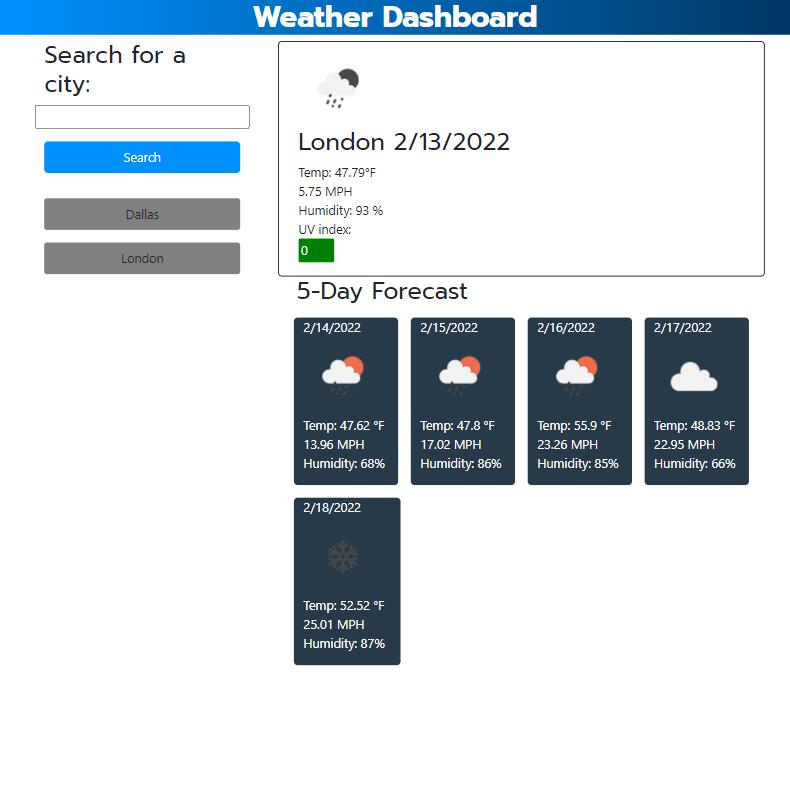 Weather Dashboard
Search for a
city:
Search
Dallas
London
London 2/13/2022
Temp: 47.79°F
5.75 MPH
Humidity: 93 %
UV index:
0
5-Day Forecast
2/14/2022
Temp: 47.62 °F
13.96 MPH
Humidity: 68%
2/15/2022
Temp: 47.8 °F
17.02 MPH
Humidity: 86%
2/16/2022
Temp: 55.9 °F
23.26 MPH
Humidity: 85%
2/17/2022
Temp: 48.83 °F
22.95 MPH
Humidity: 66%
2/18/2022
Temp: 52.52 °F
25.01 MPH
Humidity: 87%